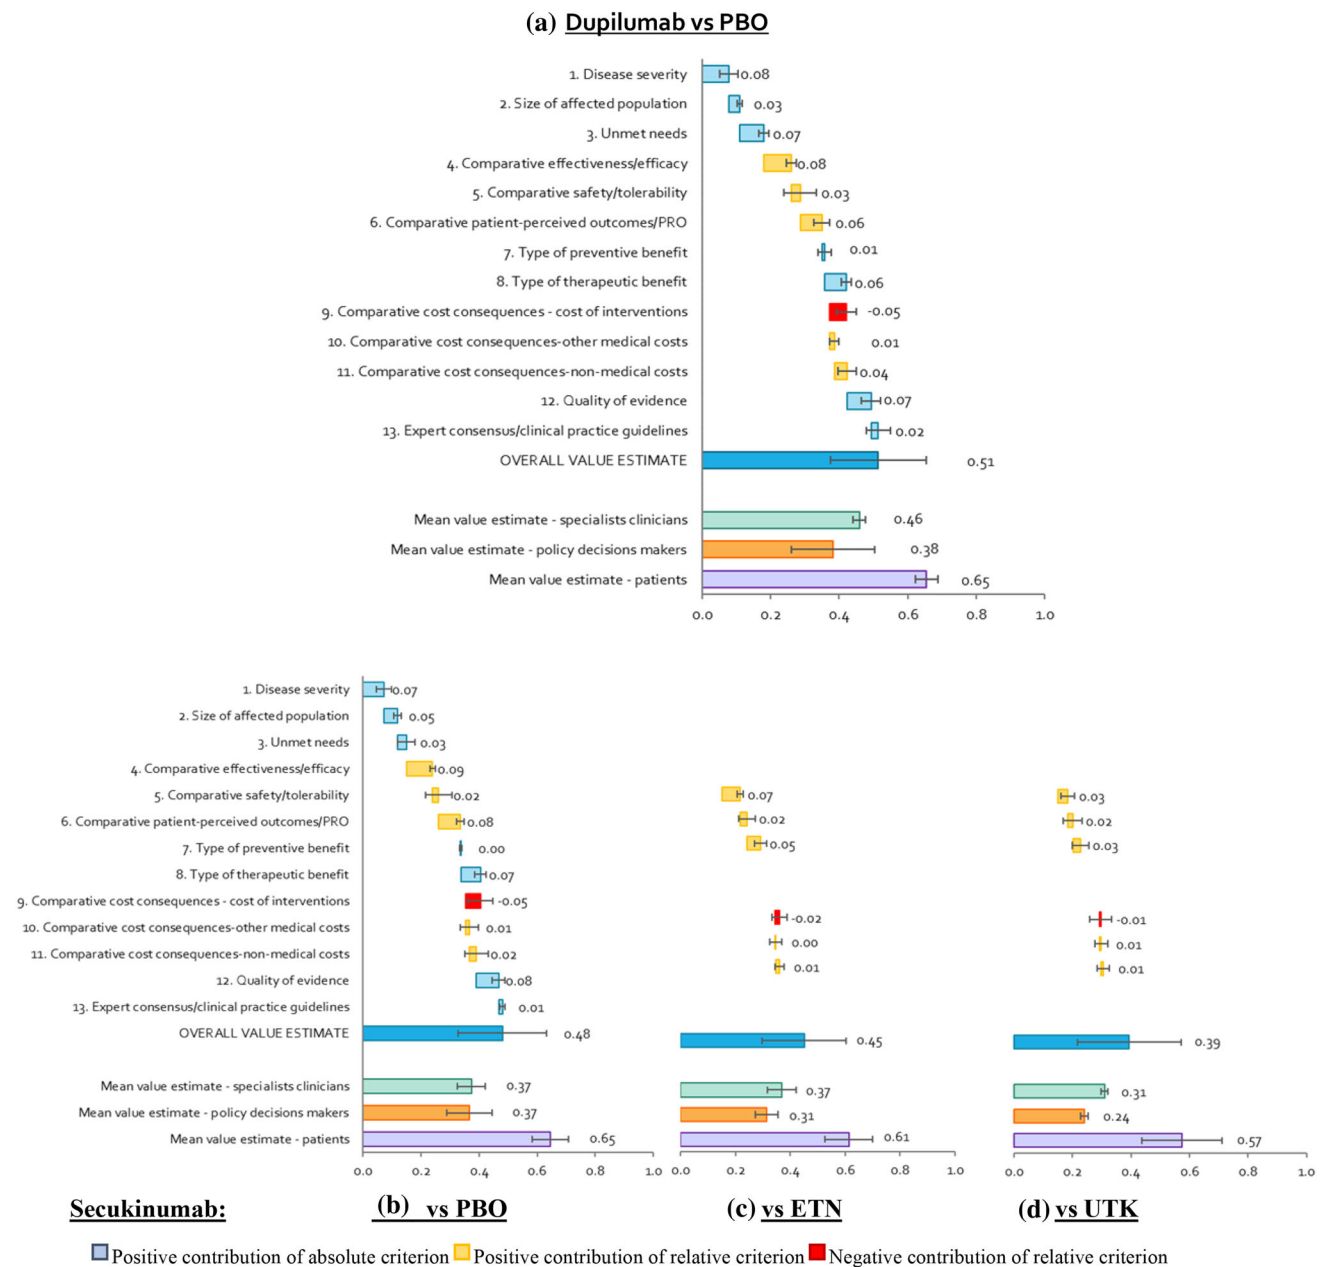 (a) Dupilumab vs PBO
1. Disease severity 0.08
2. Size of affected population 0.03
3. Unmet needs 0.07
4. Comparative effectiveness/efficacy 0.08
5. Comparative safety/tolerability 0.03
6. Comparative patient-perceived outcomes/PRO 0.06
7. Type of preventive benefit 0.01
8. Type of therapeutic benefit 0.06
9. Comparative cost consequences - cost of interventions -0.05
10. Comparative cost consequences-other medical costs 0.01
11. Comparative cost consequences-non-medical costs 0.04
12. Quality of evidence 0.07
13. Expert consensus/clinical practice guidelines 0.02
OVERALL VALUE ESTIMATE 0.51
Mean value estimate - specialists clinicians 0.46
Mean value estimate - policy decisions makers 0.38
Mean value estimate - patients 0.65
0.0 0.2 0.4 0.6 0.8 1.0
1. Disease severity 0.07
2. Size of affected population 0.05
3. Unmet needs 0.03
4. Comparative effectiveness/efficacy 0.09
5. Comparative safety/tolerability 0.02 0.07 0.03
6. Comparative patient-perceived outcomes/PRO 0.08 0.02 0.02
7. Type of preventive benefit 0.00 0.05 0.03
8. Type of therapeutic benefit 0.07
9. Comparative cost consequences - cost of interventions -0.05 -0.02 -0.01
10. Comparative cost consequences-other medical costs 0.01 0.00 0.01
11. Comparative cost consequences-non-medical costs 0.02 0.01 0.01
12. Quality of evidence 0.08
13. Expert consensus/clinical practice guidelines 0.01
OVERALL VALUE ESTIMATE 0.48 0.45 0.39
Mean value estimate - specialists clinicians 0.37 0.37 0.31
Mean value estimate - policy decisions makers 0.37 0.31 0.24
Mean value estimate - patients 0.65 0.61 0.57
0.0 0.2 0.4 0.6 0.8 1.0 0.0 0.2 0.4 0.6 0.8 1.0 0.0 0.2 0.4 0.6 0.8 1.0
Secukinumab: (b) vs PBO (c) vs ETN (d) vs UTK
Positive contribution of absolute criterion Positive contribution of relative criterion Negative contribution of relative criterion